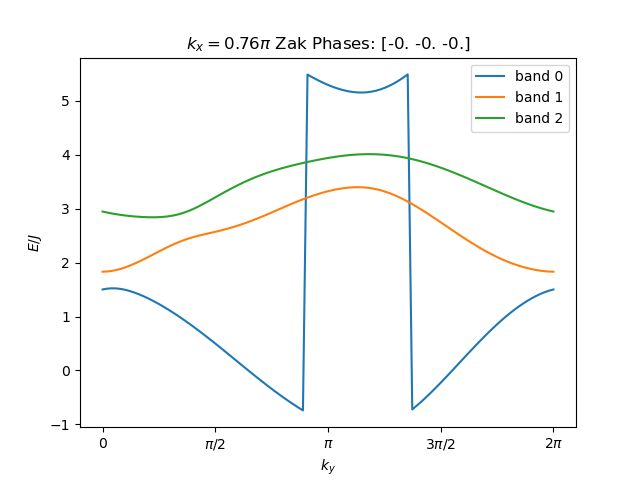 $k_x = 0.76\pi$ Zak Phases: [-0. -0. -0.]
band 0
band 1
band 2
E/J
5
4
3
2
1
0
−1
0
π/2
π
3π/2
2π
$k_y$